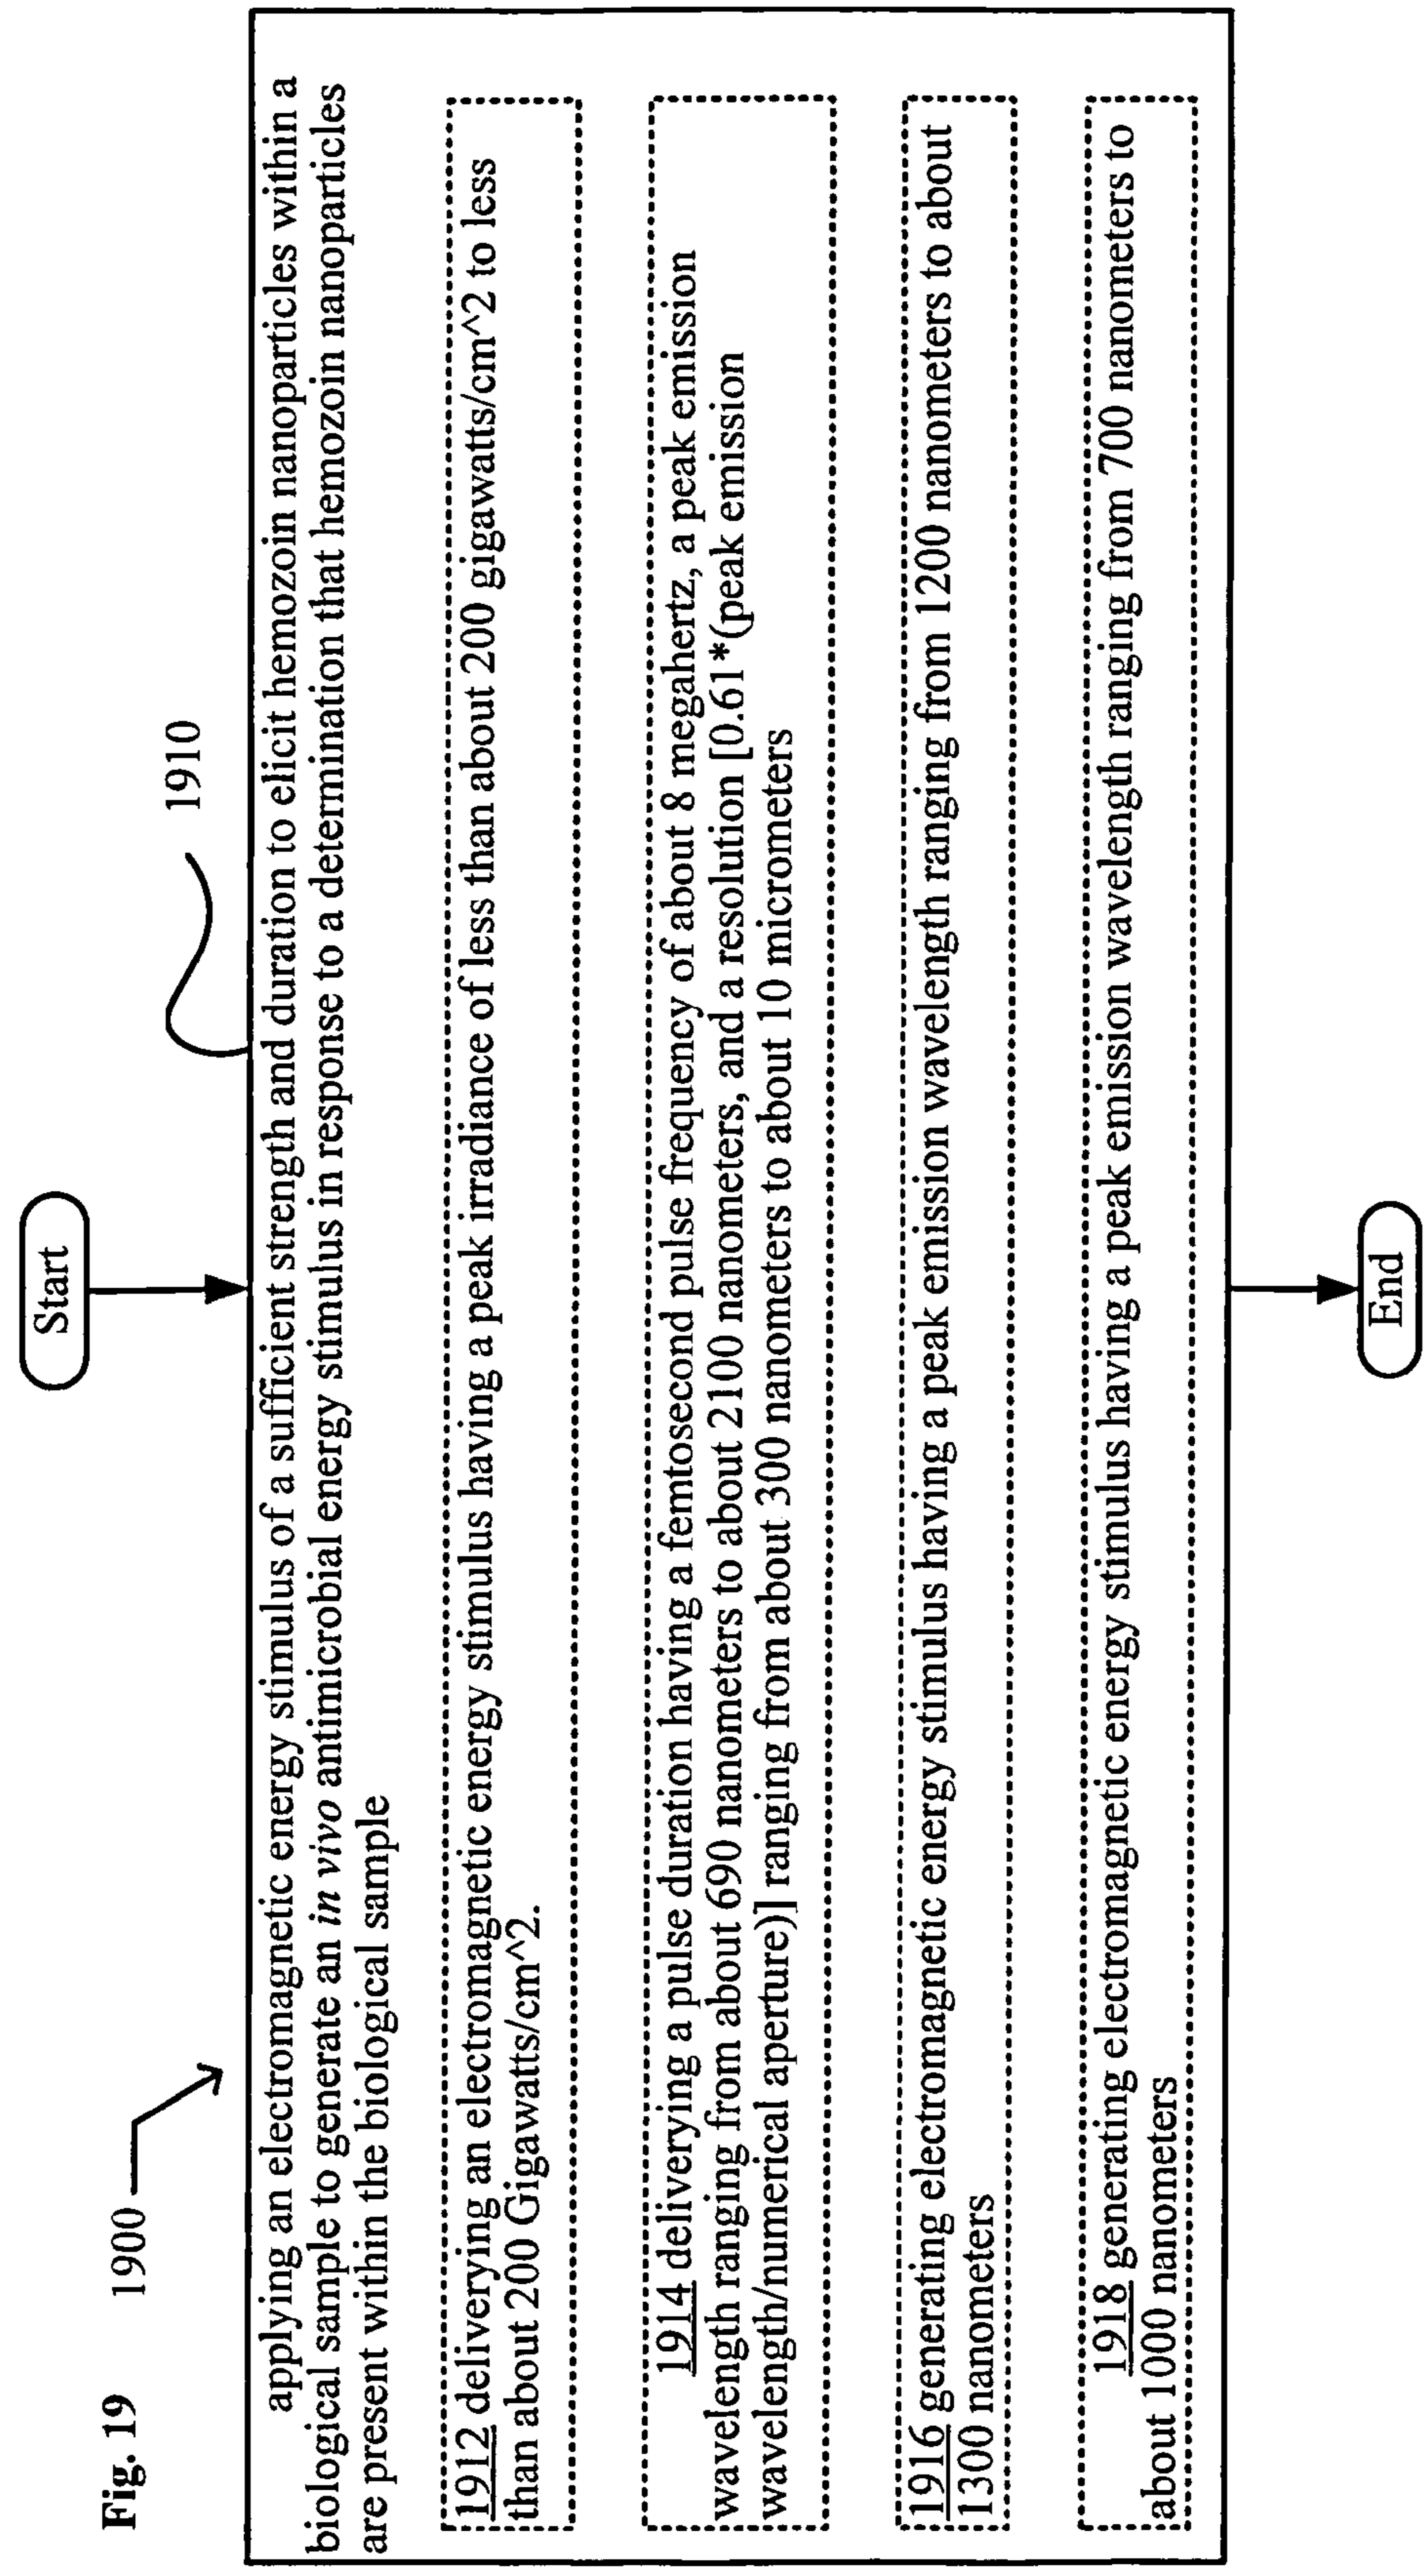 Fig. 19
1900
Start
1910
applying an electromagnetic energy stimulus of a sufficient strength and duration to elicit hemozoin nanoparticles within a
biological sample to generate an in vivo antimicrobial energy stimulus in response to a determination that hemozoin nanoparticles
are present within the biological sample
1912 deliverying an electromagnetic energy stimulus having a peak irradiance of less than about 200 gigawatts/cm^2 to less
than about 200 Gigawatts/cm^2.
1914 deliverying a pulse duration having a femtosecond pulse frequency of about 8 megahertz, a peak emission
wavelength ranging from about 690 nanometers to about 2100 nanometers, and a resolution [0.61*(peak emission
wavelength/numerical aperture)] ranging from about 300 nanometers to about 10 micrometers
1916 generating electromagnetic energy stimulus having a peak emission wavelength ranging from 1200 nanometers to about
1300 nanometers
1918 generating electromagnetic energy stimulus having a peak emission wavelength ranging from 700 nanometers to
about 1000 nanometers
End